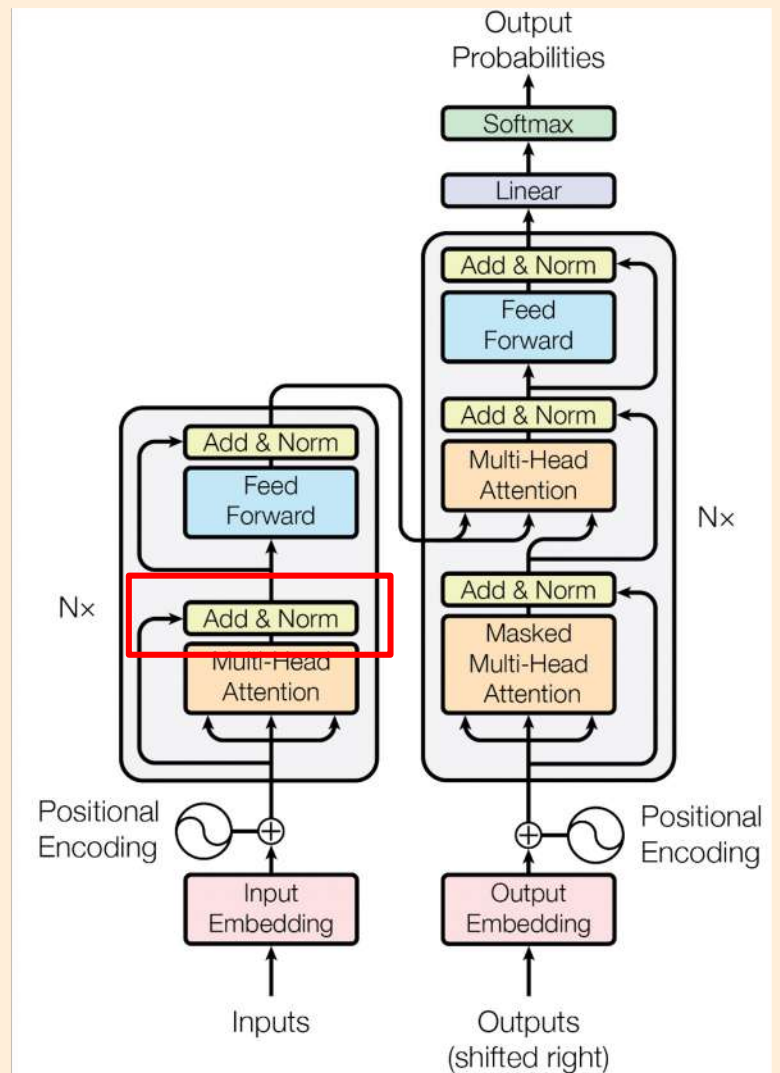 Output
Probabilities
Softmax
Linear
Add & Norm
Feed
Forward
Add & Norm
Multi-Head
Attention
Add & Norm
Masked
Multi-Head
Attention
Nx
Add & Norm
Feed
Forward
Add & Norm
Multi-Head
Attention
Nx
Positional
Encoding
Positional
Encoding
Input
Embedding
Output
Embedding
Inputs
Outputs
(shifted right)